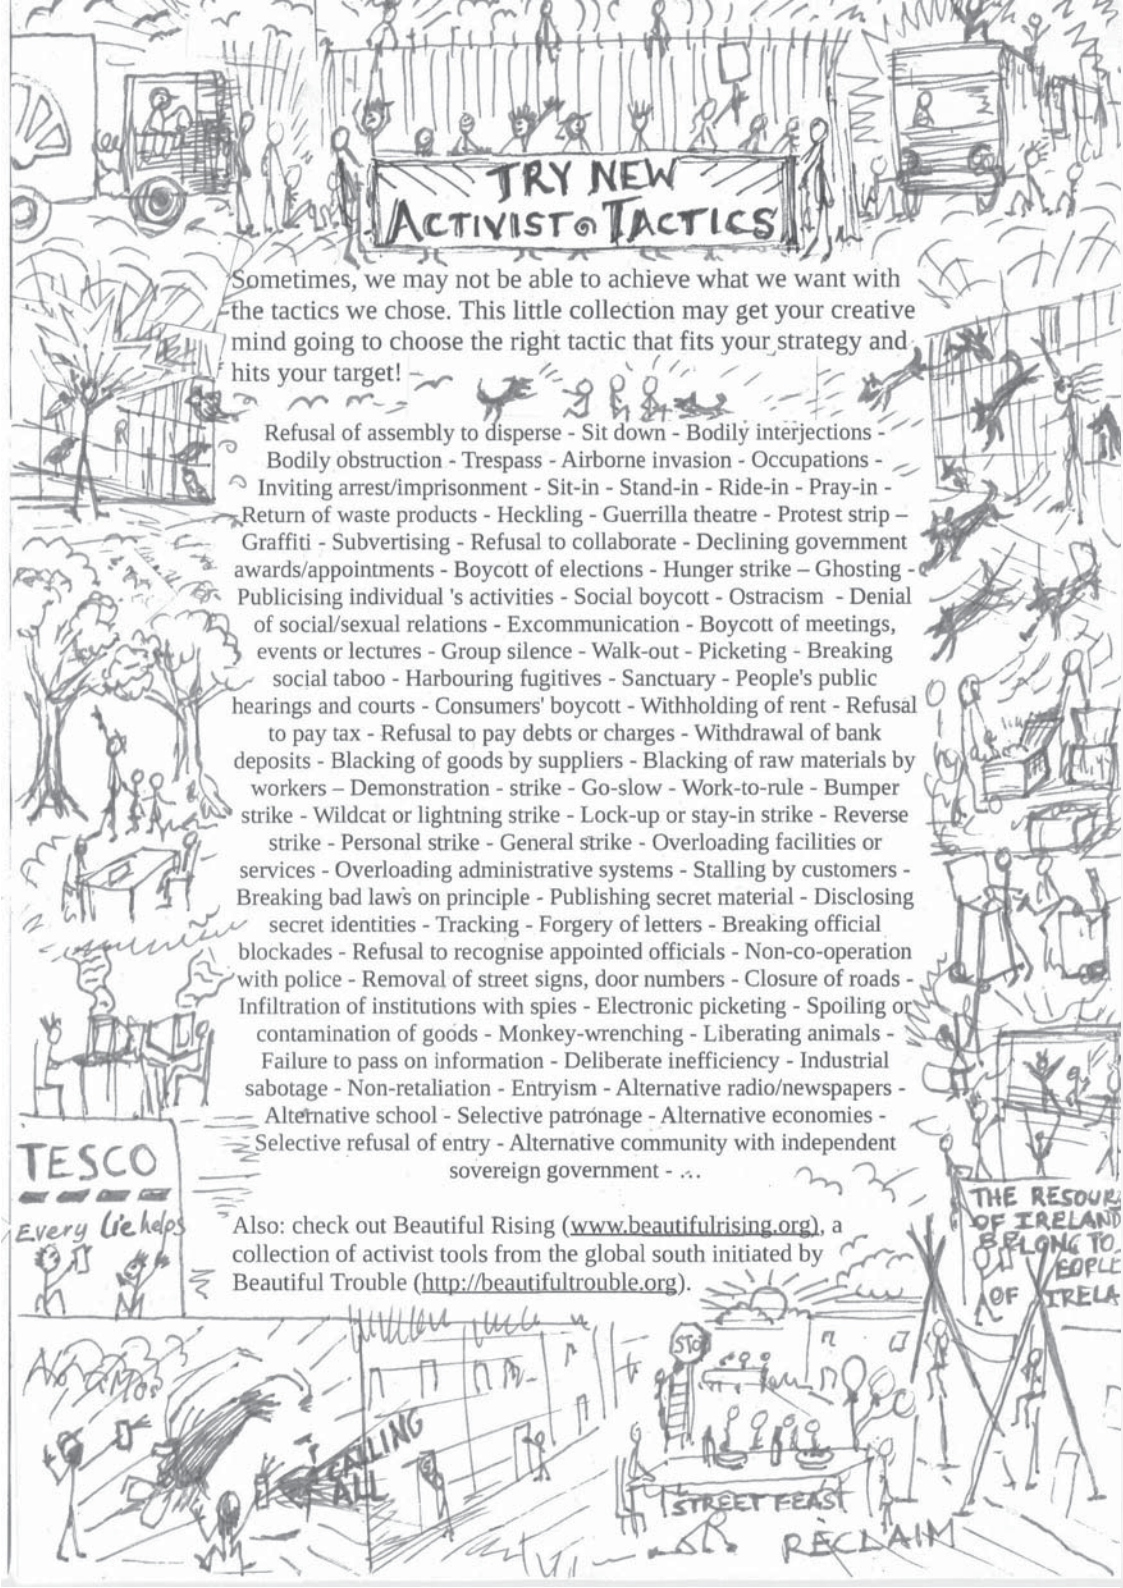 TRY NEW
ACTIVIST TACTICS
Sometimes, we may not be able to achieve what we want with
the tactics we chose. This little collection may get your creative
mind going to choose the right tactic that fits your strategy and
hits your target!
Refusal of assembly to disperse - Sit down - Bodily interjections -
Bodily obstruction - Trespass - Airborne invasion - Occupations -
Inviting arrest/imprisonment - Sit-in - Stand-in - Ride-in - Pray-in -
Return of waste products - Heckling - Guerrilla theatre - Protest strip –
Graffiti - Subvertising - Refusal to collaborate - Declining government
awards/appointments - Boycott of elections - Hunger strike – Ghosting -
Publicising individual 's activities - Social boycott - Ostracism - Denial
of social/sexual relations - Excommunication - Boycott of meetings,
events or lectures - Group silence - Walk-out - Picketing - Breaking
social taboo - Harbouring fugitives - Sanctuary - People's public
hearings and courts - Consumers' boycott - Withholding of rent - Refusal
to pay tax - Refusal to pay debts or charges - Withdrawal of bank
deposits - Blacking of goods by suppliers - Blacking of raw materials by
workers – Demonstration - strike - Go-slow - Work-to-rule - Bumper
strike - Wildcat or lightning strike - Lock-up or stay-in strike - Reverse
strike - Personal strike - General strike - Overloading facilities or
services - Overloading administrative systems - Stalling by customers -
Breaking bad laws on principle - Publishing secret material - Disclosing
secret identities - Tracking - Forgery of letters - Breaking official
blockades - Refusal to recognise appointed officials - Non-co-operation
with police - Removal of street signs, door numbers - Closure of roads -
Infiltration of institutions with spies - Electronic picketing - Spoiling or
contamination of goods - Monkey-wrenching - Liberating animals -
Failure to pass on information - Deliberate inefficiency - Industrial
sabotage - Non-retaliation - Entryism - Alternative radio/newspapers -
Alternative school - Selective patronage - Alternative economies -
Selective refusal of entry - Alternative community with independent
sovereign government - ...
Also: check out Beautiful Rising (www.beautifulrising.org), a
collection of activist tools from the global south initiated by
Beautiful Trouble (http://beautifultrouble.org).
TESCO
Every lie helps
THE RESOUR
OF IRELAND
BELONG TO
EOPLE
OF IRELA
CALLING
ALL
STOP
STREET FEAST
RECLAIM